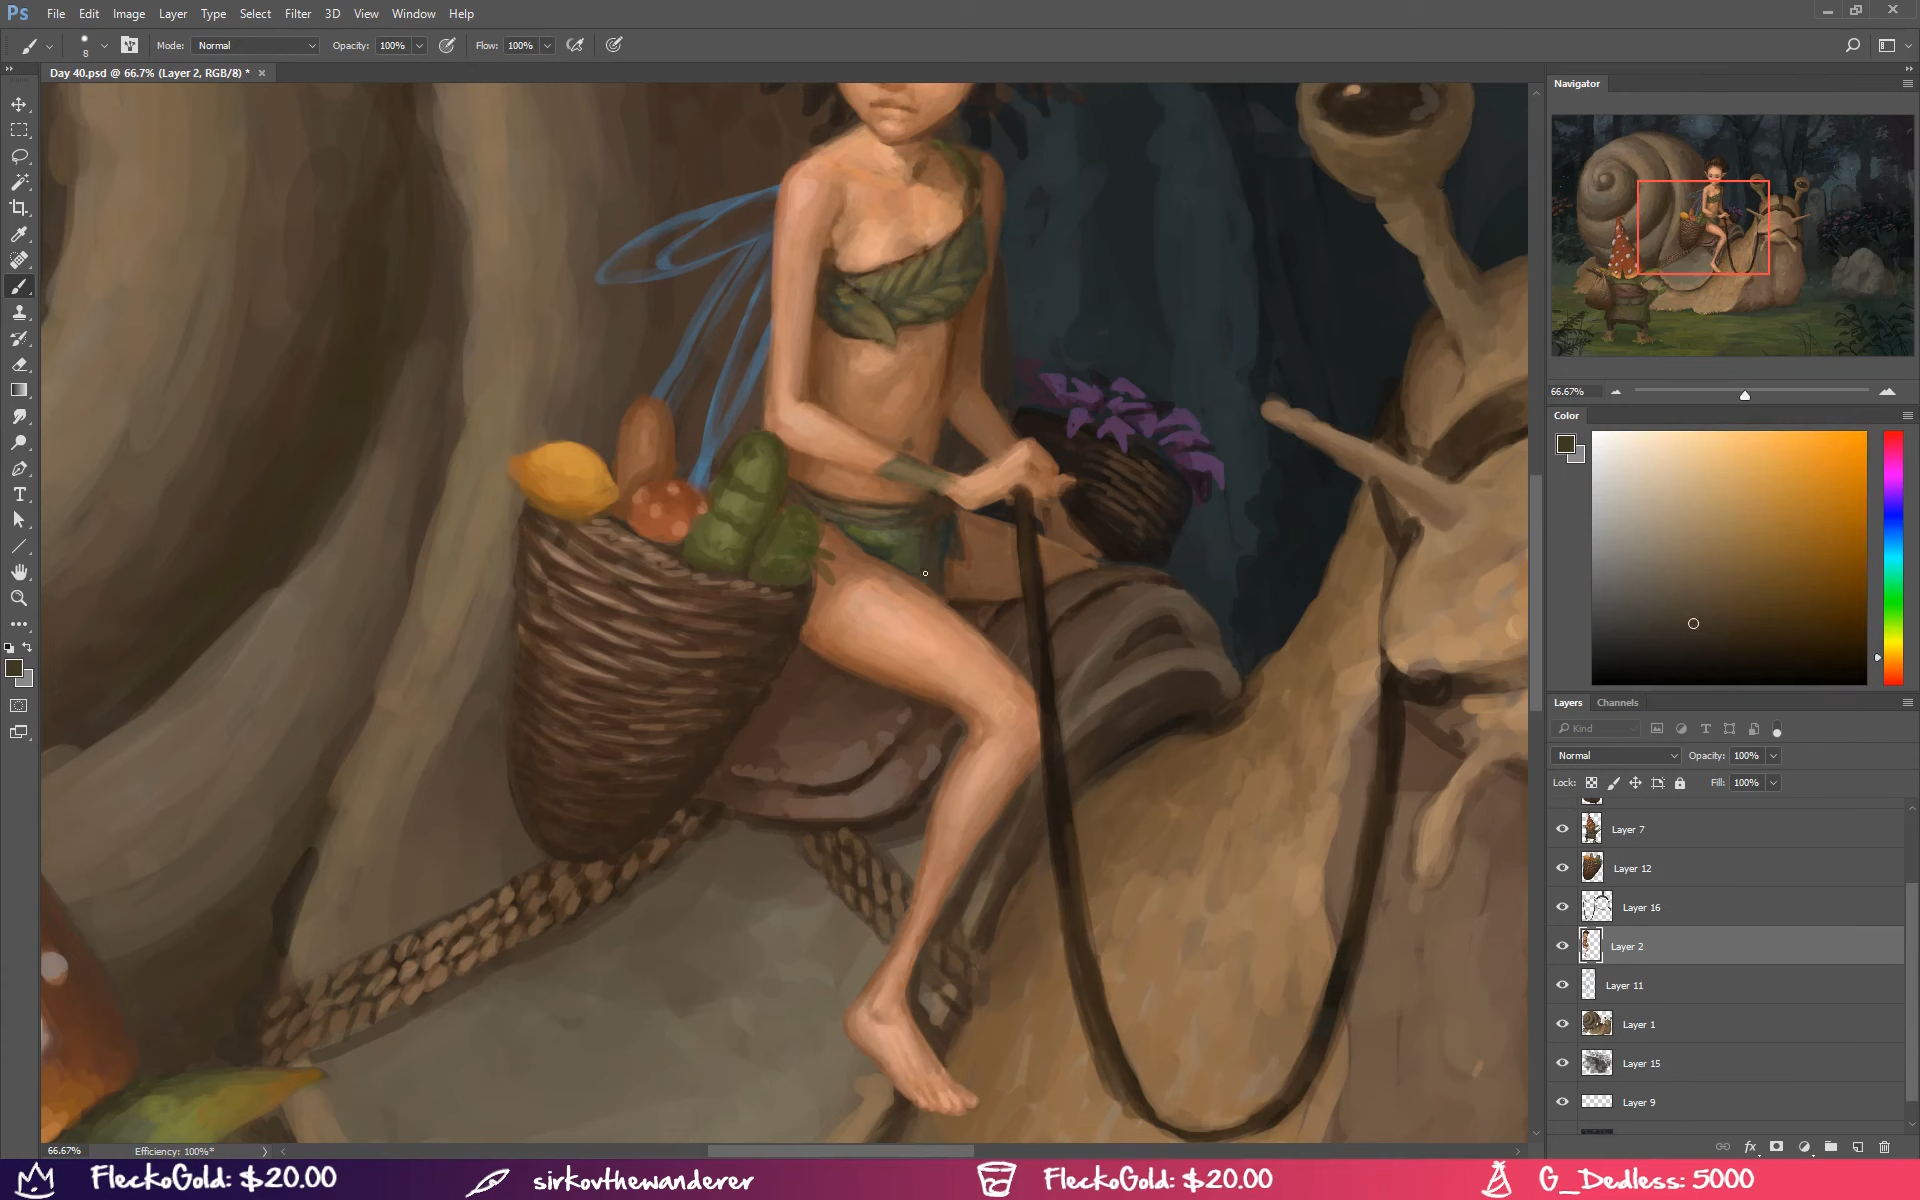 Ps File Edit Image Layer Type Select Filter 3D View Window Help
8 Mode: Normal Opacity: 100% Flow: 100%
Day 40.psd @ 66.7% (Layer 2, RGB/8) *
Navigator
66.67%
Color
Layers Channels
Kind
Normal Opacity: 100%
Lock: Fill: 100%
Layer 7
Layer 12
Layer 16
Layer 2
Layer 11
Layer 1
Layer 15
Layer 9
fx
66.67% Efficiency: 100%*
FleckoGold: $20.00 sirkovthewanderer FleckoGold: $20.00 G_Dedless: 5000